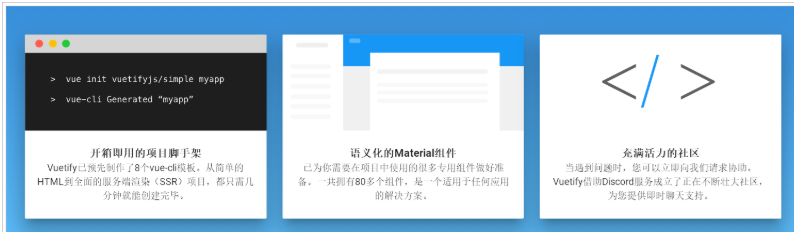 > vue init vuetifyjs/simple myapp
> vue-cli Generated “myapp”
开箱即用的项目脚手架
Vuetify已预先制作了8个vue-cli模板。从简单的
HTML到全面的服务端渲染（SSR）项目，都只需几
分钟就能创建完毕。
语义化的Material组件
已为你需要在项目中使用的很多专用组件做好准
备。一共拥有80多个组件，是一个适用于任何应用
的解决方案。
</>
充满活力的社区
当遇到问题时，您可以立即向我们请求协助。
Vuetify借助Discord服务成立了正在不断壮大社区，
为您提供即时聊天支持。